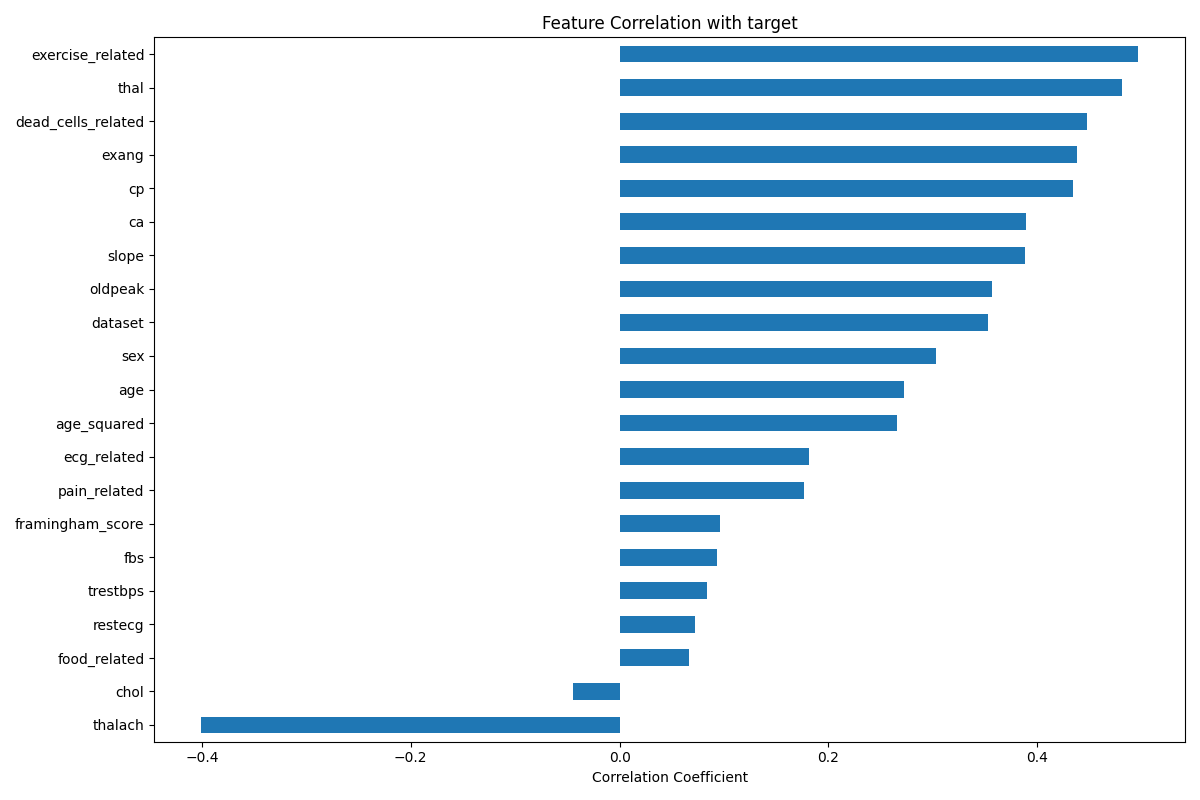 Feature Correlation with target
exercise_related
thal
dead_cells_related
exang
cp
ca
slope
oldpeak
dataset
sex
age
age_squared
ecg_related
pain_related
framingham_score
fbs
trestbps
restecg
food_related
chol
thalach
−0.4 −0.2 0.0 0.2 0.4
Correlation Coefficient